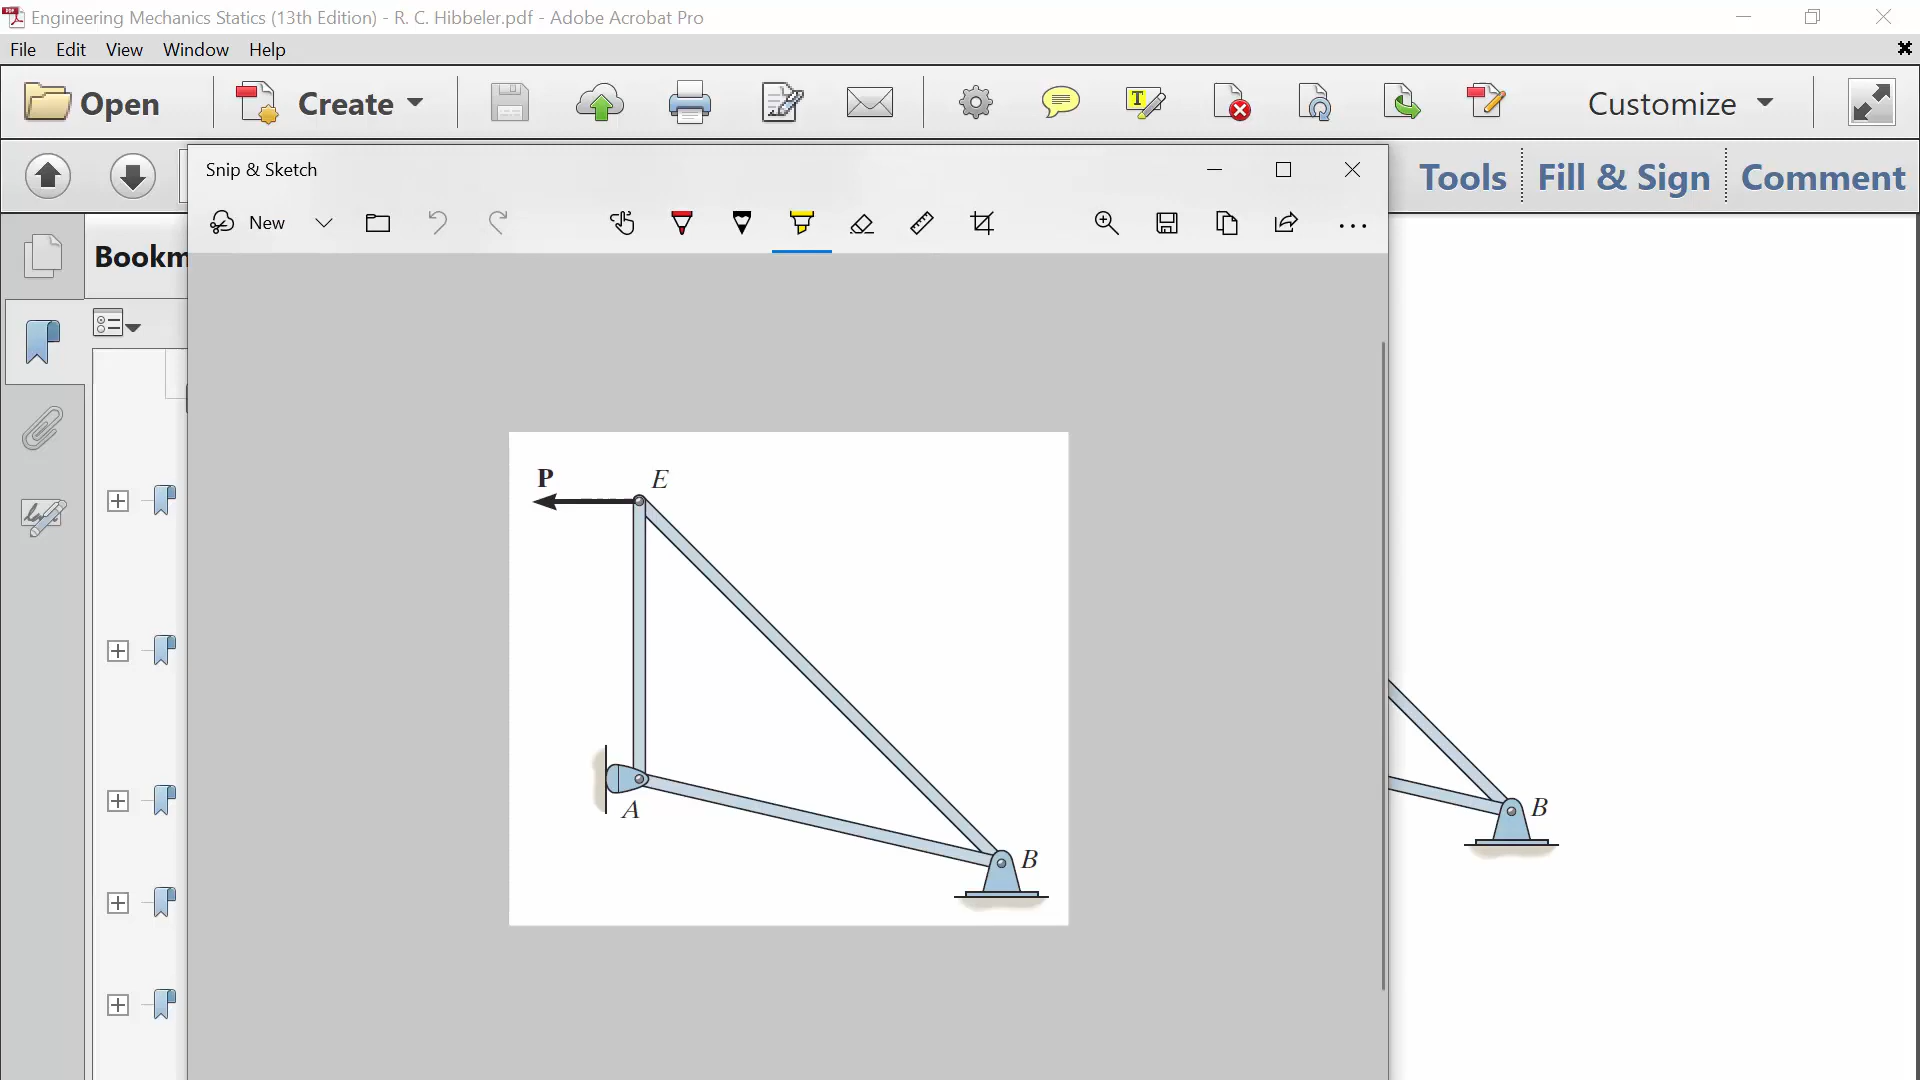 Engineering Mechanics Statics (13th Edition) - R. C. Hibbeler.pdf - Adobe Acrobat Pro
File Edit View Window Help
Open Create Customize
Tools Fill & Sign Comment
Snip & Sketch
New
Bookm
P E
A
B
B